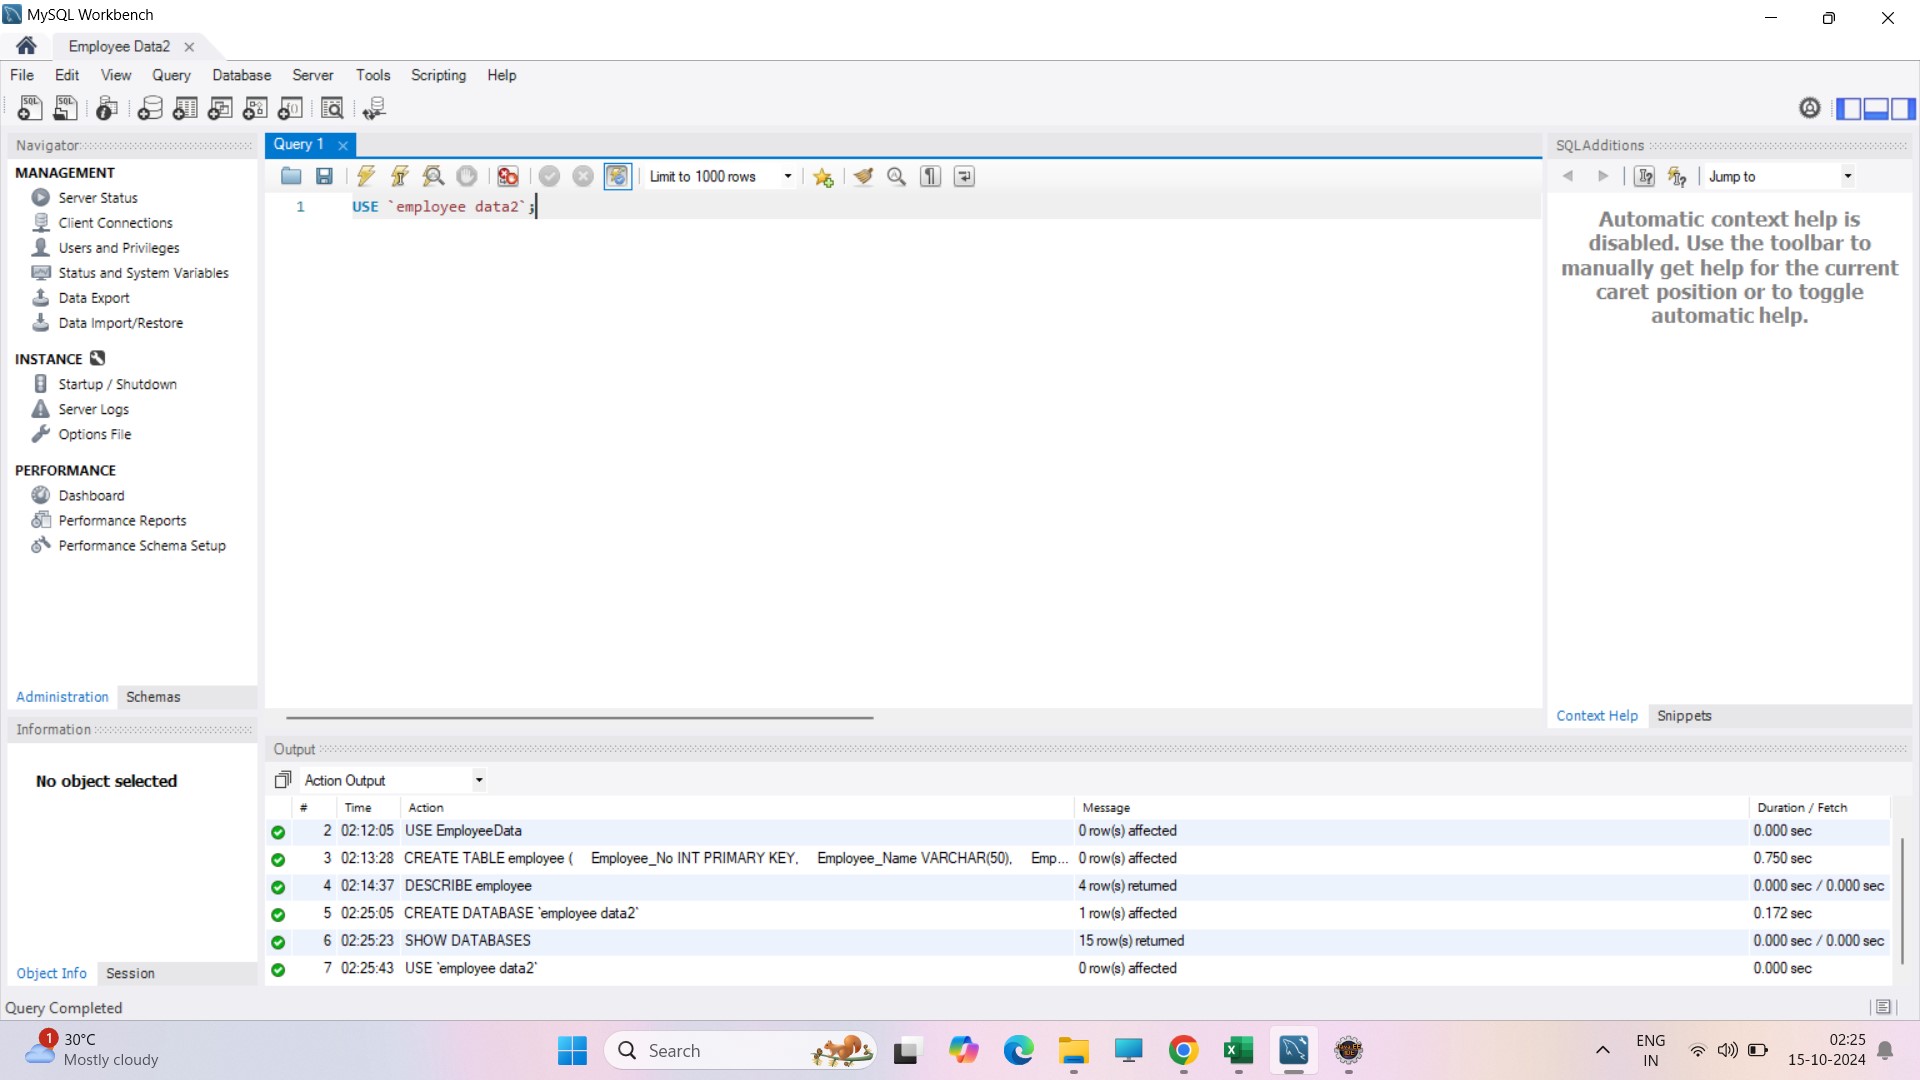 MySQL Workbench
Employee Data2
File Edit View Query Database Server Tools Scripting Help
Navigator
MANAGEMENT
Server Status
Client Connections
Users and Privileges
Status and System Variables
Data Export
Data Import/Restore
INSTANCE
Startup / Shutdown
Server Logs
Options File
PERFORMANCE
Dashboard
Performance Reports
Performance Schema Setup
Administration Schemas
Information
No object selected
Object Info Session
Query 1
Limit to 1000 rows
1 USE `employee data2`;
SQLAdditions
Jump to
Automatic context help is
disabled. Use the toolbar to
manually get help for the current
caret position or to toggle
automatic help.
Context Help Snippets
Output
Action Output
# Time Action Message Duration / Fetch
2 02:12:05 USE EmployeeData 0 row(s) affected 0.000 sec
3 02:13:28 CREATE TABLE employee ( Employee_No INT PRIMARY KEY, Employee_Name VARCHAR(50), Emp... 0 row(s) affected 0.750 sec
4 02:14:37 DESCRIBE employee 4 row(s) returned 0.000 sec / 0.000 sec
5 02:25:05 CREATE DATABASE `employee data2` 1 row(s) affected 0.172 sec
6 02:25:23 SHOW DATABASES 15 row(s) returned 0.000 sec / 0.000 sec
7 02:25:43 USE `employee data2` 0 row(s) affected 0.000 sec
Query Completed
1
30°C
Mostly cloudy
Search
ENG
IN
02:25
15-10-2024